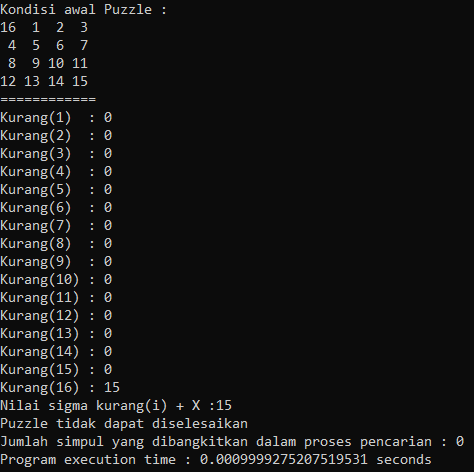 Kondisi awal Puzzle :
16  1  2  3
 4  5  6  7
 8  9 10 11
12 13 14 15
============
Kurang(1)  : 0
Kurang(2)  : 0
Kurang(3)  : 0
Kurang(4)  : 0
Kurang(5)  : 0
Kurang(6)  : 0
Kurang(7)  : 0
Kurang(8)  : 0
Kurang(9)  : 0
Kurang(10) : 0
Kurang(11) : 0
Kurang(12) : 0
Kurang(13) : 0
Kurang(14) : 0
Kurang(15) : 0
Kurang(16) : 15
Nilai sigma kurang(i) + X :15
Puzzle tidak dapat diselesaikan
Jumlah simpul yang dibangkitkan dalam proses pencarian : 0
Program execution time : 0.0009999275207519531 seconds